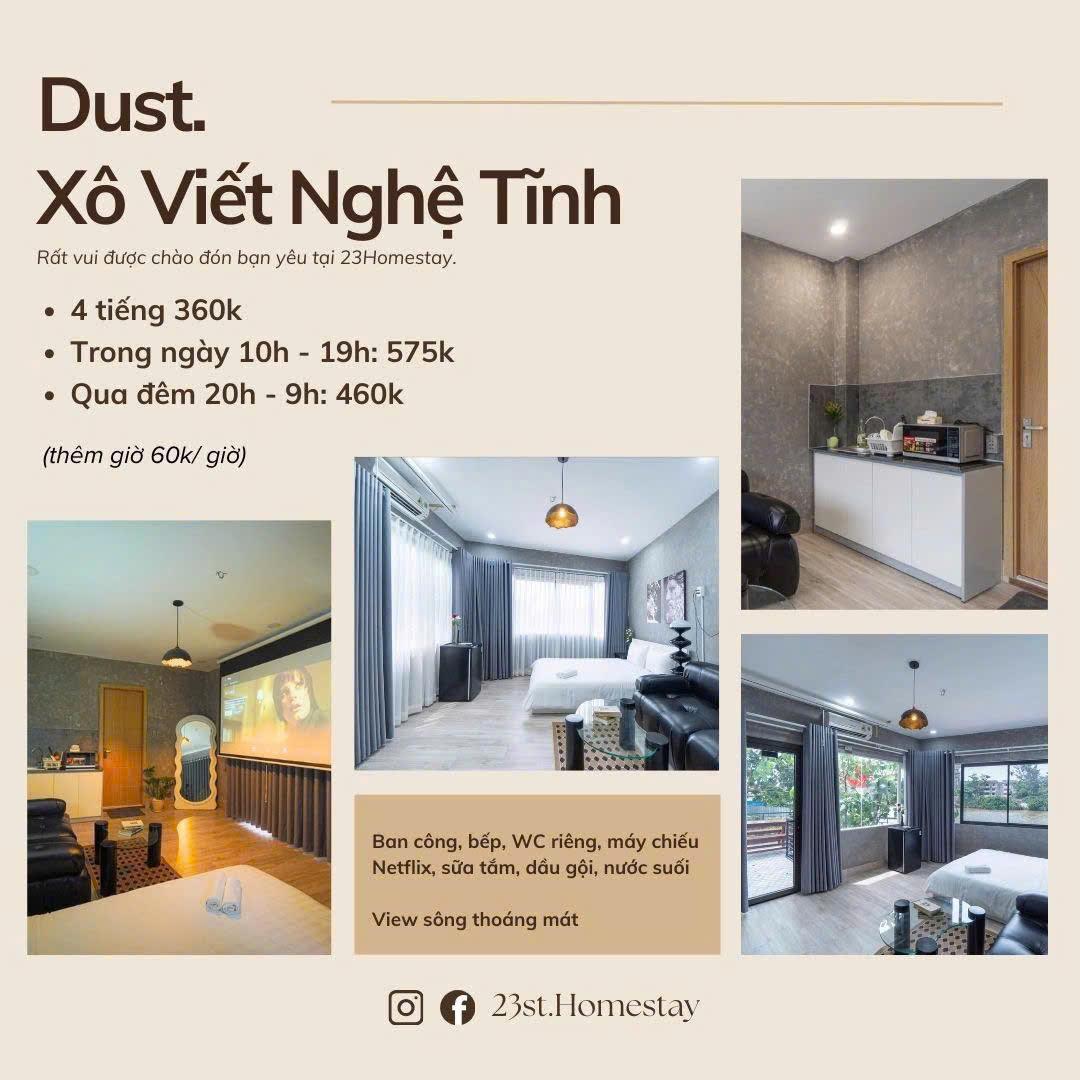 Dust.
Xô Viết Nghệ Tĩnh
Rất vui được chào đón bạn yêu tại 23Homestay.
• 4 tiếng 360k
• Trong ngày 10h - 19h: 575k
• Qua đêm 20h - 9h: 460k
(thêm giờ 60k/ giờ)
Ban công, bếp, WC riêng, máy chiếu
Netflix, sữa tắm, dầu gội, nước suối
View sông thoáng mát
23st.Homestay